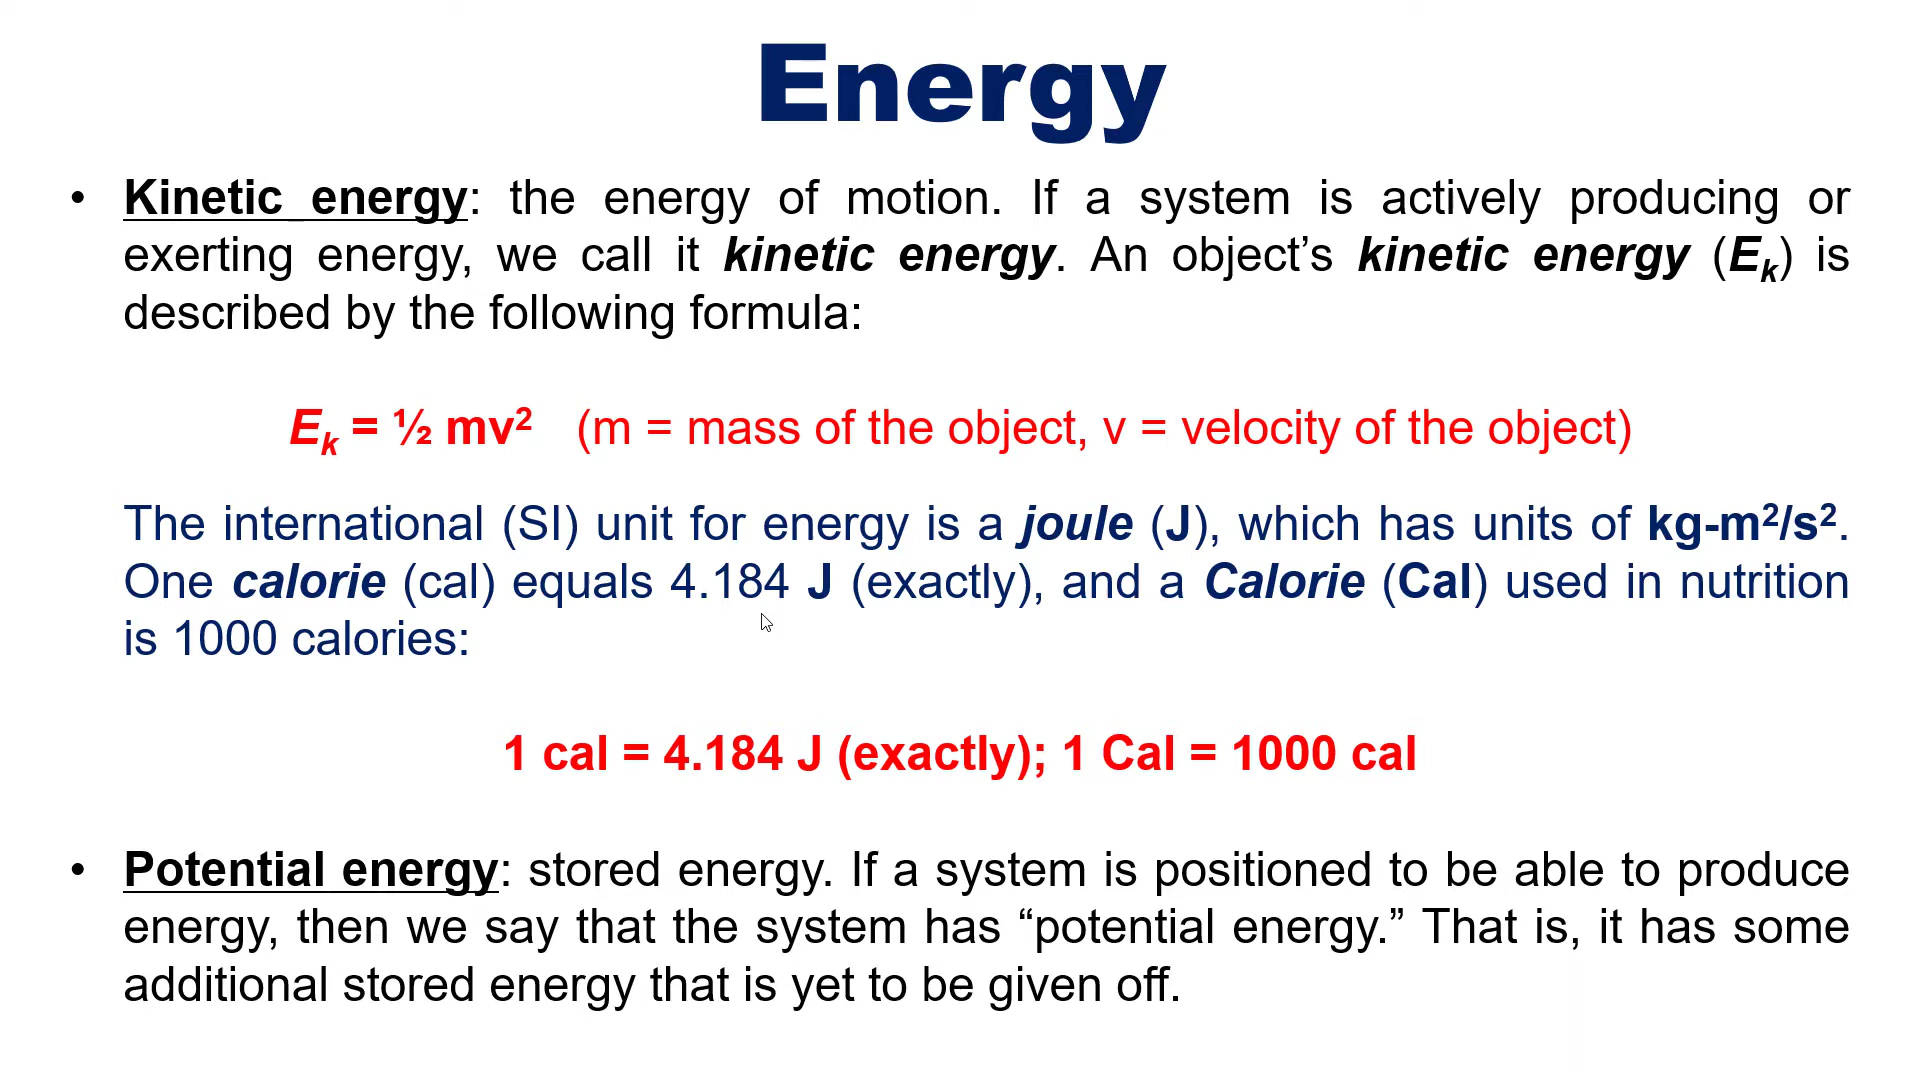 Energy
• Kinetic energy: the energy of motion. If a system is actively producing or
exerting energy, we call it kinetic energy. An object’s kinetic energy (Eₖ) is
described by the following formula:
Eₖ = ½ mv² (m = mass of the object, v = velocity of the object)
The international (SI) unit for energy is a joule (J), which has units of kg-m²/s².
One calorie (cal) equals 4.184 J (exactly), and a Calorie (Cal) used in nutrition
is 1000 calories:
1 cal = 4.184 J (exactly); 1 Cal = 1000 cal
• Potential energy: stored energy. If a system is positioned to be able to produce
energy, then we say that the system has “potential energy.” That is, it has some
additional stored energy that is yet to be given off.